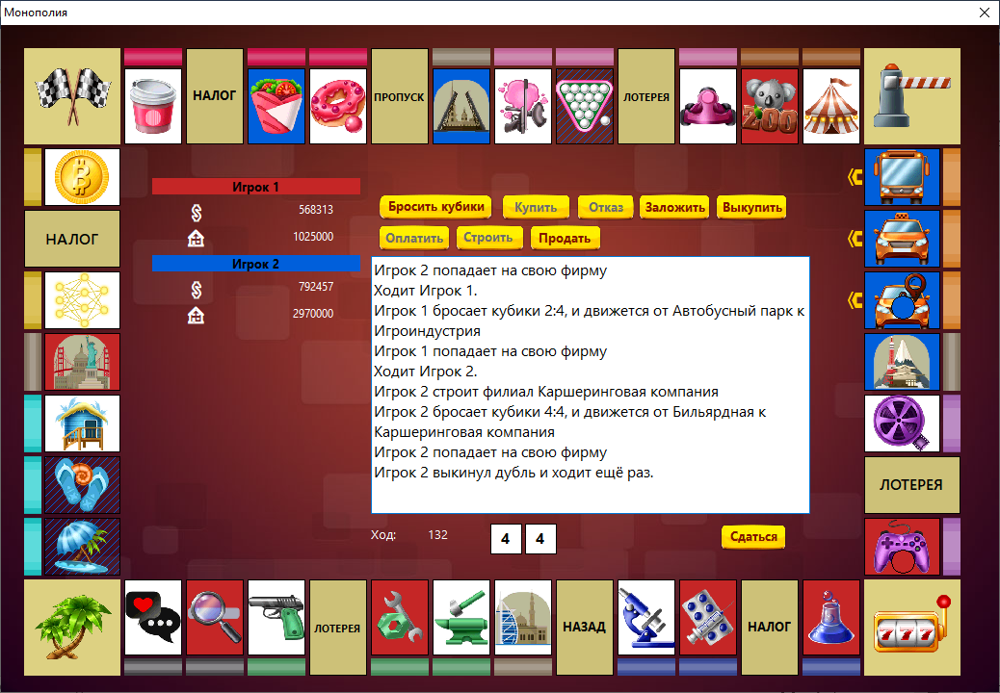 Монополия
НАЛОГ
ПРОПУСК
ЛОТЕРЕЯ
ZOO
НАЛОГ
Игрок 1
568313
1025000
Игрок 2
792457
2970000
Бросить кубики
Купить
Отказ
Заложить
Выкупить
Оплатить
Строить
Продать
Игрок 2 попадает на свою фирму
Ходит Игрок 1.
Игрок 1 бросает кубики 2:4, и движется от Автобусный парк к
Игроиндустрия
Игрок 1 попадает на свою фирму
Ходит Игрок 2.
Игрок 2 строит филиал Каршеринговая компания
Игрок 2 бросает кубики 4:4, и движется от Бильярдная к
Каршеринговая компания
Игрок 2 попадает на свою фирму
Игрок 2 выкинул дубль и ходит ещё раз.
ЛОТЕРЕЯ
Ход:
132
4
4
Сдаться
ЛОТЕРЕЯ
НАЗАД
НАЛОГ
777